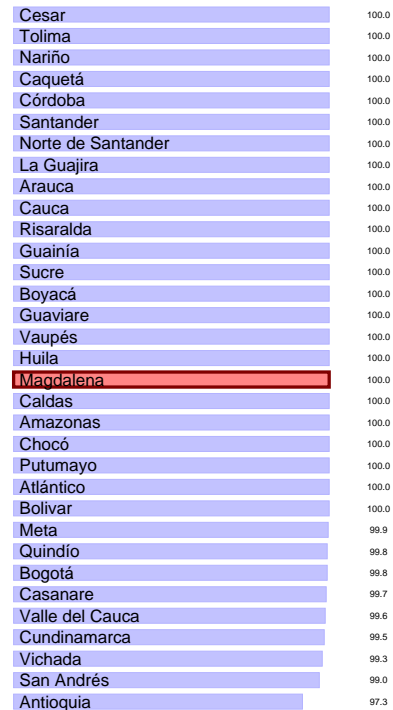 Cesar 100.0
Tolima 100.0
Nariño 100.0
Caquetá 100.0
Córdoba 100.0
Santander 100.0
Norte de Santander 100.0
La Guajira 100.0
Arauca 100.0
Cauca 100.0
Risaralda 100.0
Guainía 100.0
Sucre 100.0
Boyacá 100.0
Guaviare 100.0
Vaupés 100.0
Huila 100.0
Magdalena 100.0
Caldas 100.0
Amazonas 100.0
Chocó 100.0
Putumayo 100.0
Atlántico 100.0
Bolivar 100.0
Meta 99.9
Quindío 99.8
Bogotá 99.8
Casanare 99.7
Valle del Cauca 99.6
Cundinamarca 99.5
Vichada 99.3
San Andrés 99.0
Antioquia 97.3